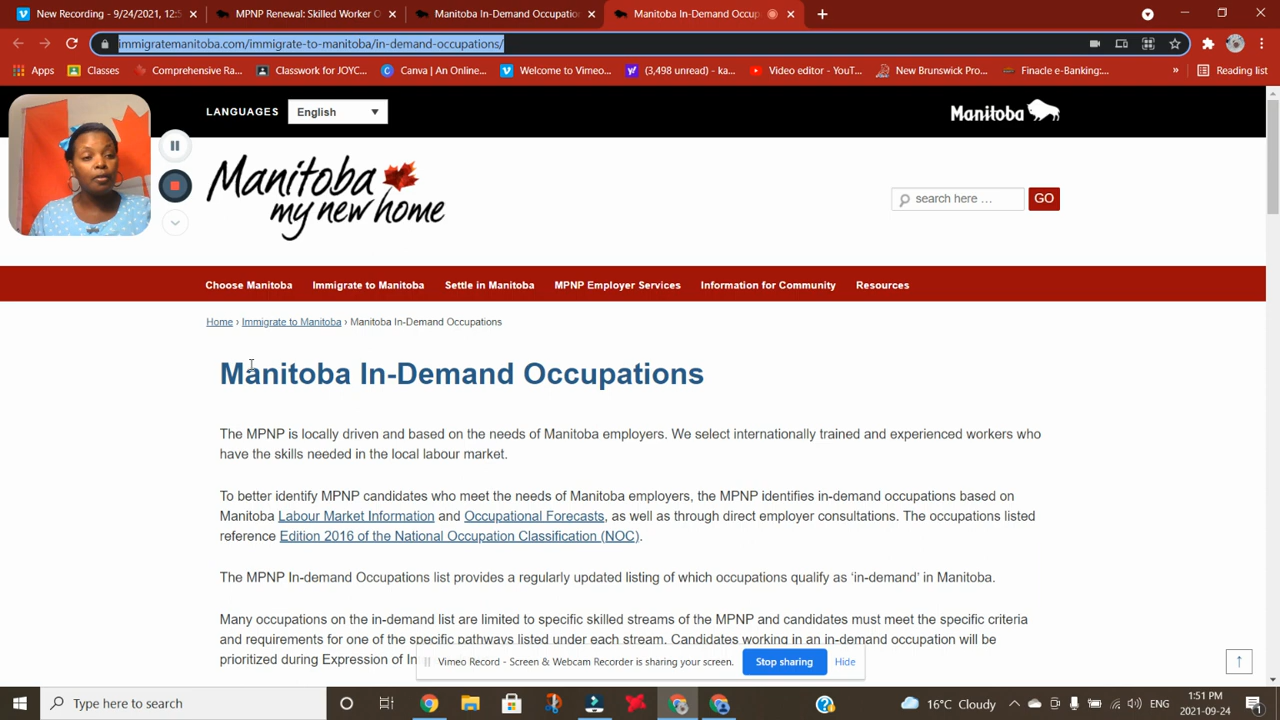 New Recording - 9/24/2021, 12:5
MPNP Renewal: Skilled Worker O
Manitoba In-Demand Occupation
Manitoba In-Demand Occup
immigratemanitoba.com/immigrate-to-manitoba/in-demand-occupations/
Apps
Classes
Comprehensive Ra...
Classwork for JOYC...
Canva | An Online...
Welcome to Vimeo...
(3,498 unread) - ka...
Video editor - YouT...
New Brunswick Pro...
Finacle e-Banking:...
»
Reading list
LANGUAGES English
Manitoba
Manitoba
my new home
search here ... GO
Choose Manitoba Immigrate to Manitoba Settle in Manitoba MPNP Employer Services Information for Community Resources
Home › Immigrate to Manitoba › Manitoba In-Demand Occupations
Manitoba In-Demand Occupations
The MPNP is locally driven and based on the needs of Manitoba employers. We select internationally trained and experienced workers who
have the skills needed in the local labour market.
To better identify MPNP candidates who meet the needs of Manitoba employers, the MPNP identifies in-demand occupations based on
Manitoba Labour Market Information and Occupational Forecasts, as well as through direct employer consultations. The occupations listed
reference Edition 2016 of the National Occupation Classification (NOC).
The MPNP In-demand Occupations list provides a regularly updated listing of which occupations qualify as ‘in-demand’ in Manitoba.
Many occupations on the in-demand list are limited to specific skilled streams of the MPNP and candidates must meet the specific criteria
and requirements for one of the specific pathways listed under each stream. Candidates working in an in-demand occupation will be
prioritized during Expression of In
Vimeo Record - Screen & Webcam Recorder is sharing your screen. Stop sharing Hide
Type here to search
16°C Cloudy
ENG
1:51 PM
2021-09-24